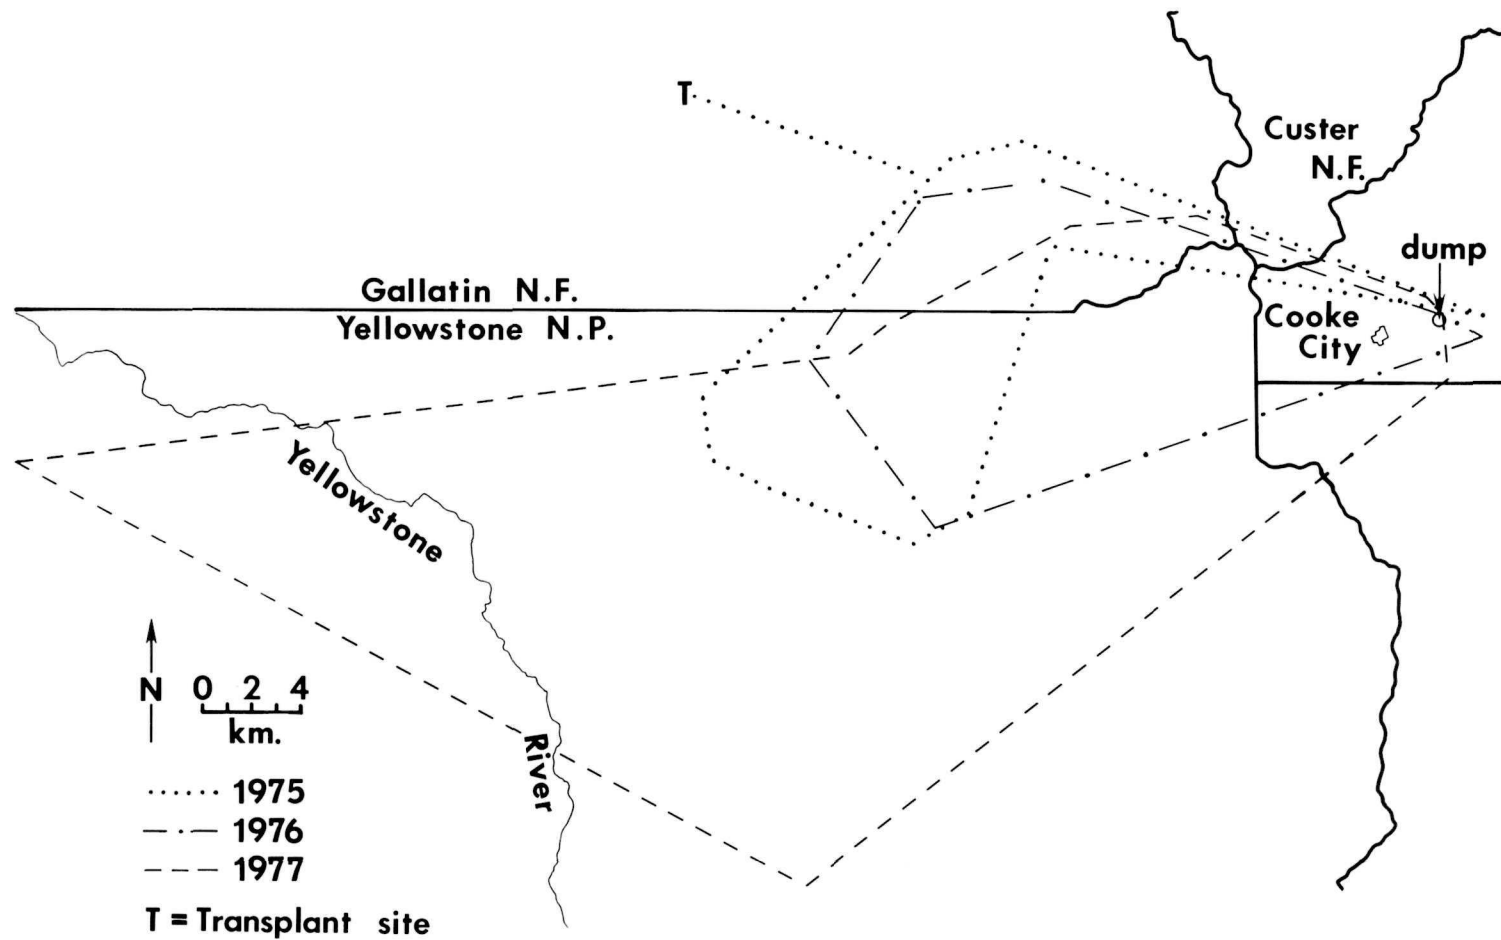 T
Custer
N.F.
dump
Gallatin N.F.
Yellowstone N.P.
Cooke
City
Yellowstone
River
N
0 2 4
km.
1975
1976
1977
T = Transplant site